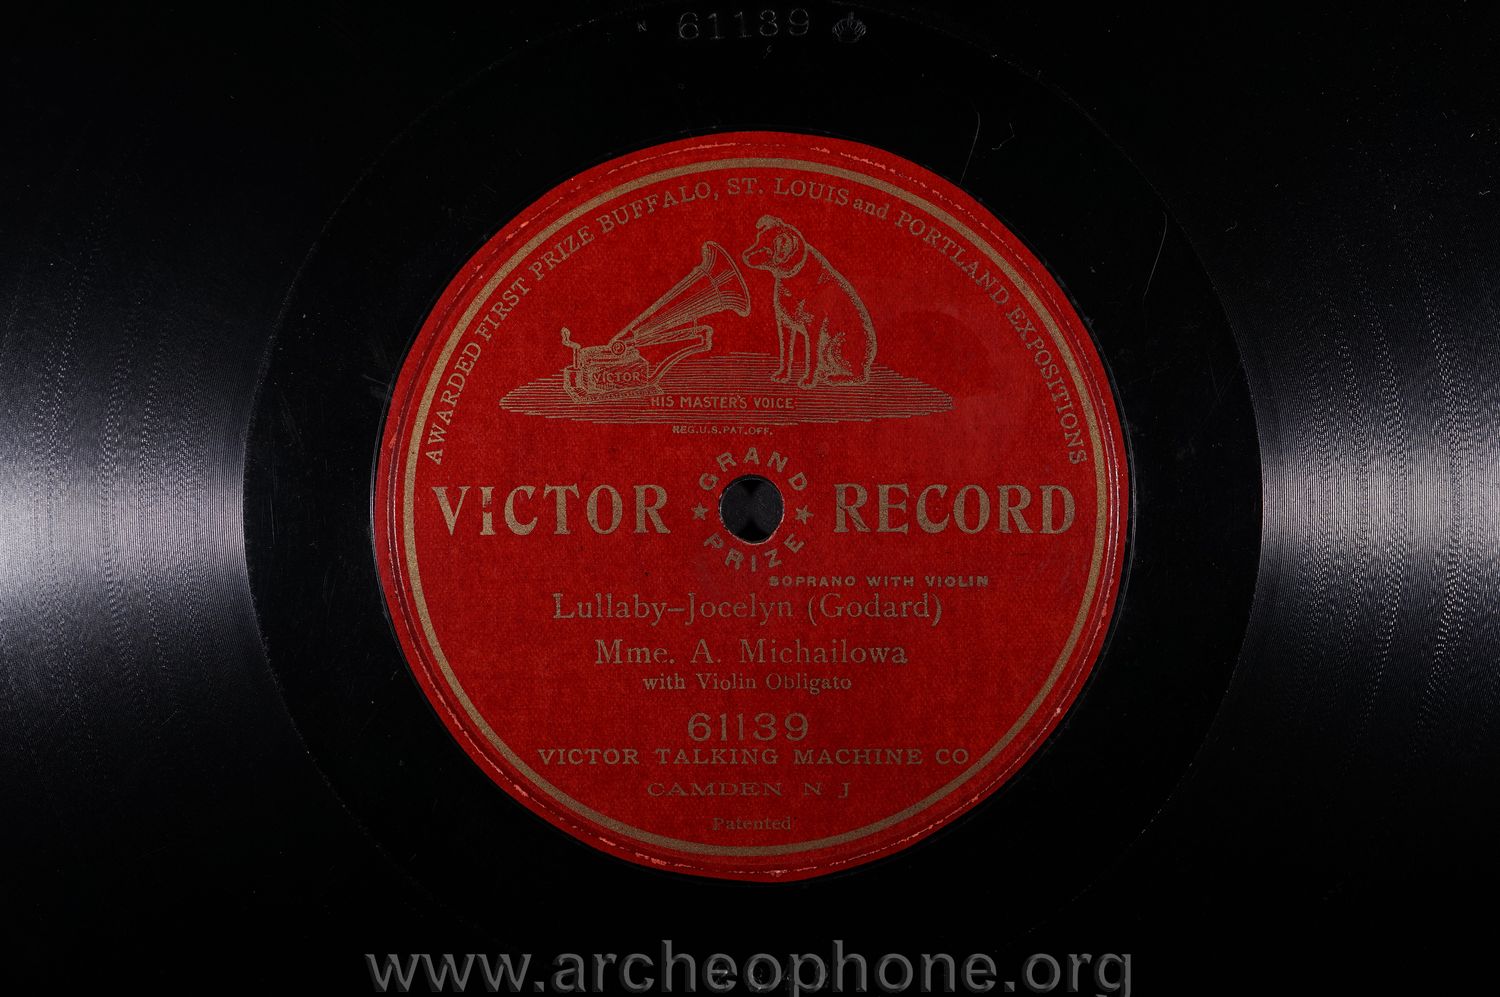 61139
AWARDED FIRST PRIZE BUFFALO, ST. LOUIS and PORTLAND EXPOSITIONS
VICTOR
HIS MASTER'S VOICE
REG.U.S.PAT.OFF.
GRAND PRIZE
VICTOR RECORD
SOPRANO WITH VIOLIN
Lullaby–Jocelyn (Godard)
Mme. A. Michailowa
with Violin Obligato
61139
VICTOR TALKING MACHINE CO
CAMDEN N J
Patented
www.archeophone.org